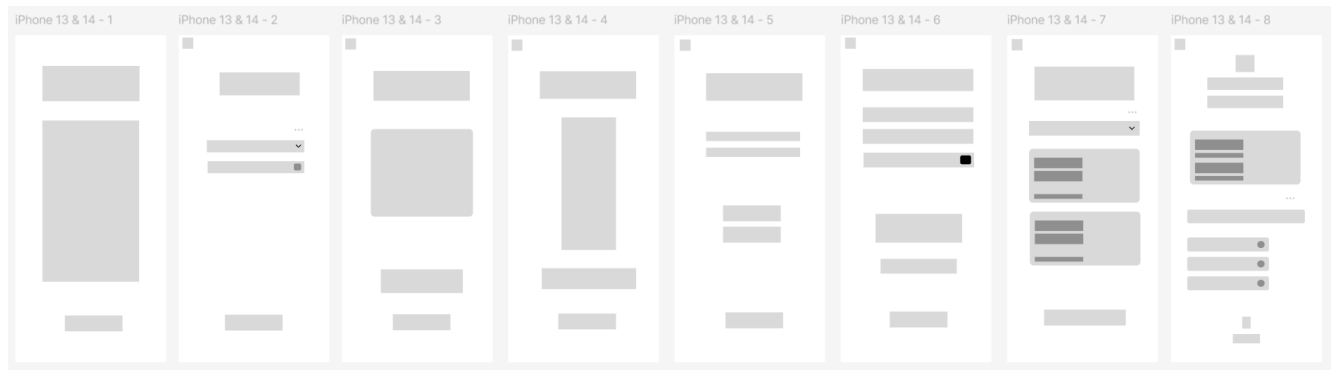 iPhone 13 & 14 - 1
iPhone 13 & 14 - 2
iPhone 13 & 14 - 3
iPhone 13 & 14 - 4
iPhone 13 & 14 - 5
iPhone 13 & 14 - 6
iPhone 13 & 14 - 7
iPhone 13 & 14 - 8
...
...
...